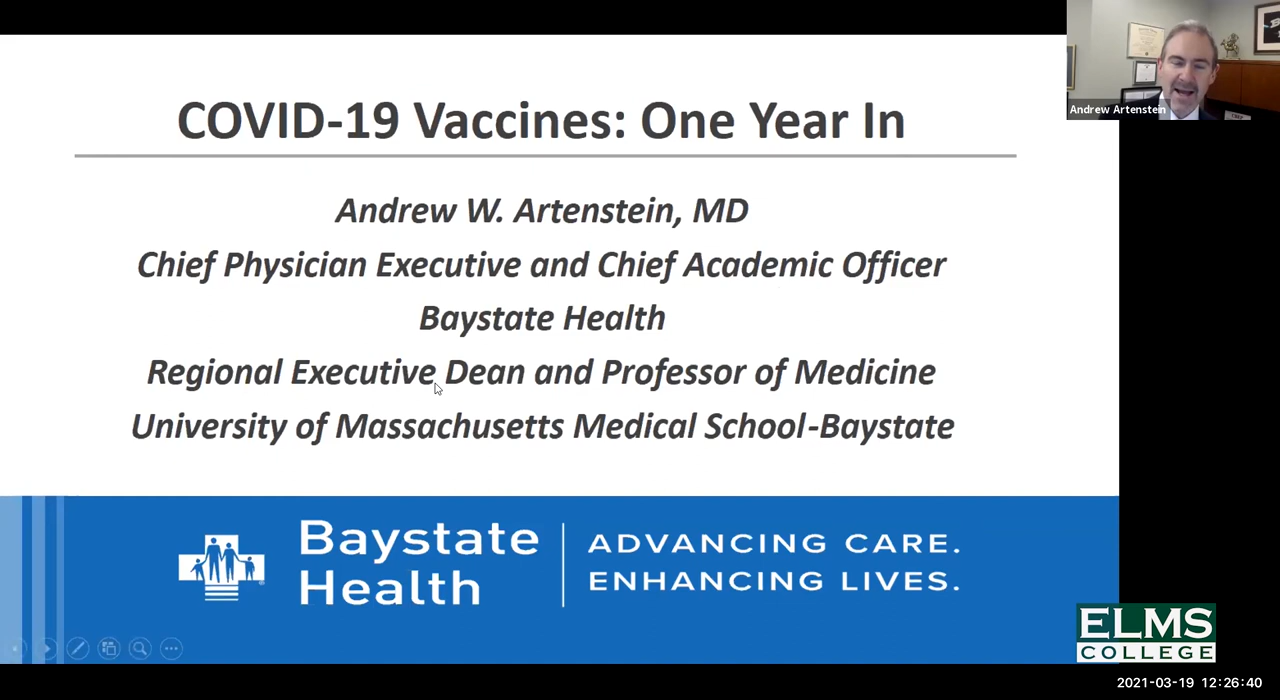 Andrew Artenstein
COVID-19 Vaccines: One Year In
Andrew W. Artenstein, MD
Chief Physician Executive and Chief Academic Officer
Baystate Health
Regional Executive Dean and Professor of Medicine
University of Massachusetts Medical School-Baystate
Baystate
Health
ADVANCING CARE.
ENHANCING LIVES.
ELMS
COLLEGE
2021-03-19 12:26:40